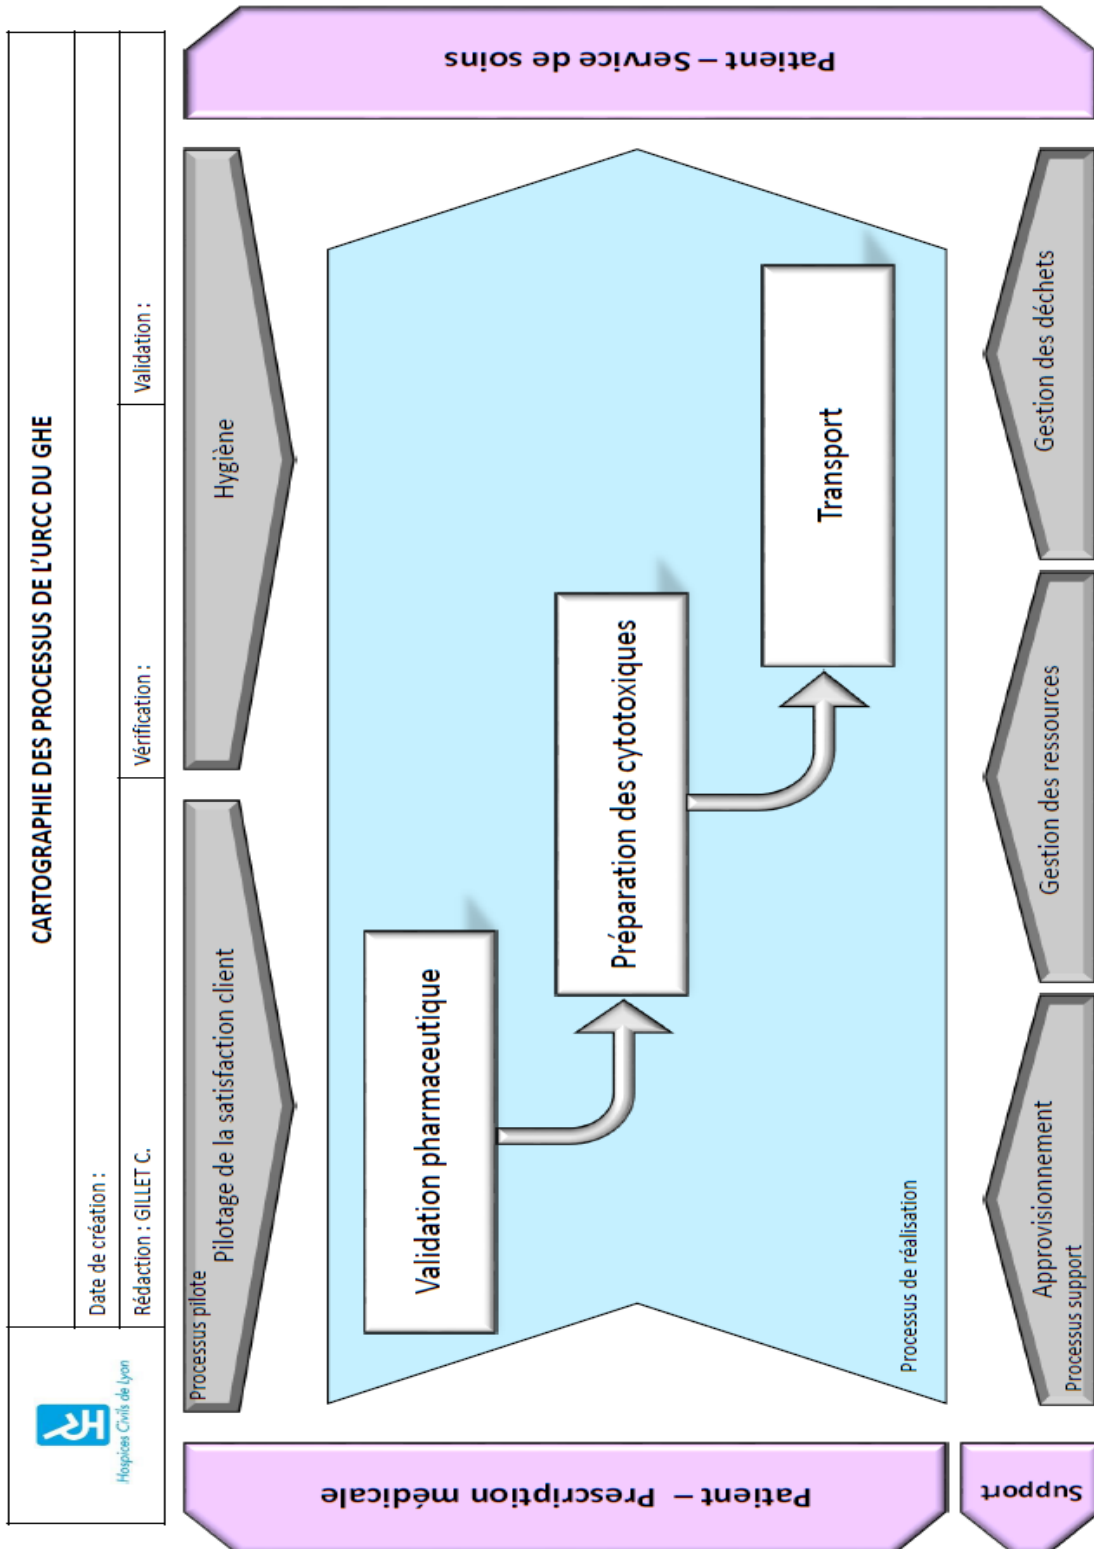 CARTOGRAPHIE DES PROCESSUS DE L'URCC DU GHE
Hospices Civils de Lyon
Date de création :
Rédaction : GILLET C.
Vérification :
Validation :
Processus pilote
Pilotage de la satisfaction client
Hygiène
Patient – Prescription médicale
Validation pharmaceutique
Préparation des cytotoxiques
Transport
Processus de réalisation
Patient – Service de soins
Support
Approvisionnement
Processus support
Gestion des ressources
Gestion des déchets